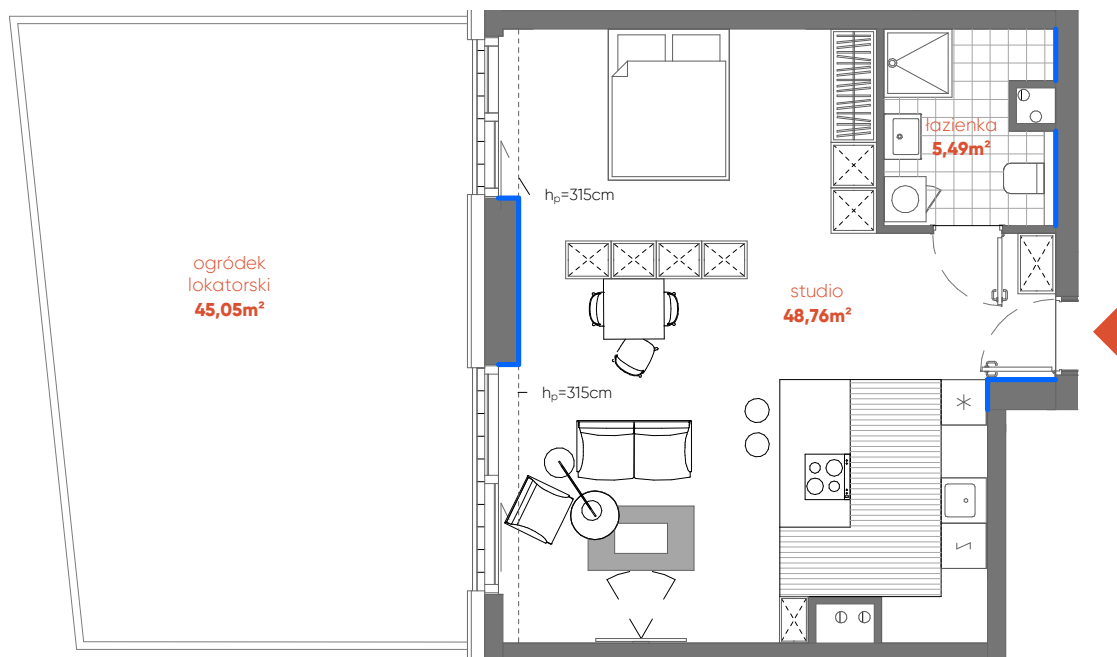 łazienka
5,49m²
hₚ=315cm
ogródek
lokatorski
45,05m²
studio
48,76m²
hₚ=315cm